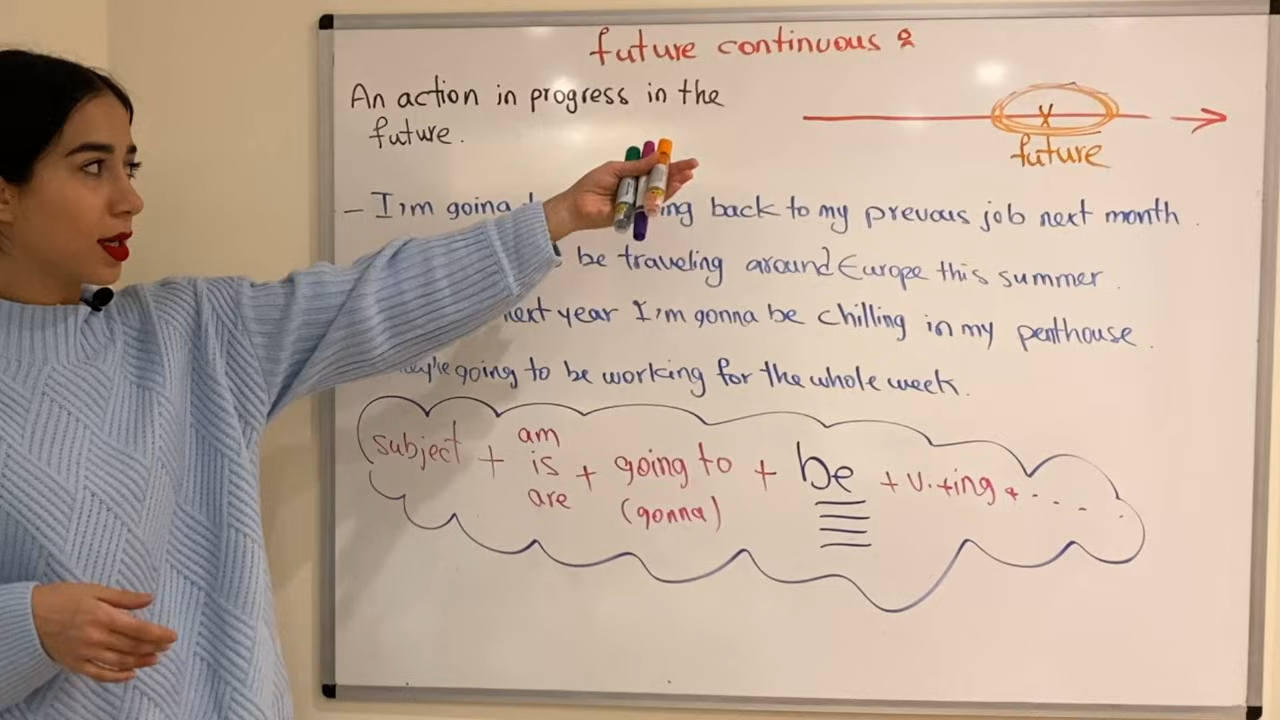 future continuous :
An action in progress in the
future.
future
- I'm going back to my prevous job next month.
be traveling around Europe this summer.
next year I'm gonna be chilling in my penthouse.
going to be working for the whole week.
subject + am is are + going to (gonna) + be + v.+ing + ....